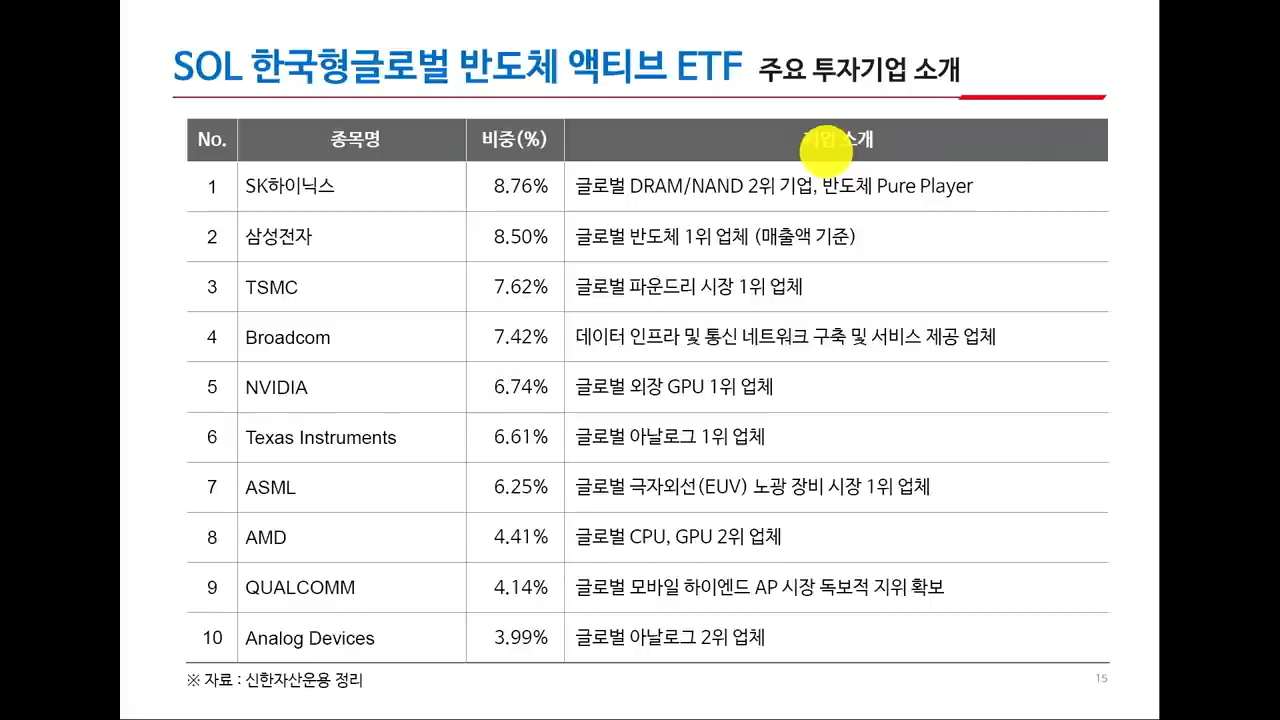 SOL 한국형글로벌 반도체 액티브 ETF 주요 투자기업 소개
No. 종목명 비중(%) 기업 소개
1 SK하이닉스 8.76% 글로벌 DRAM/NAND 2위 기업, 반도체 Pure Player
2 삼성전자 8.50% 글로벌 반도체 1위 업체 (매출액 기준)
3 TSMC 7.62% 글로벌 파운드리 시장 1위 업체
4 Broadcom 7.42% 데이터 인프라 및 통신 네트워크 구축 및 서비스 제공 업체
5 NVIDIA 6.74% 글로벌 외장 GPU 1위 업체
6 Texas Instruments 6.61% 글로벌 아날로그 1위 업체
7 ASML 6.25% 글로벌 극자외선(EUV) 노광 장비 시장 1위 업체
8 AMD 4.41% 글로벌 CPU, GPU 2위 업체
9 QUALCOMM 4.14% 글로벌 모바일 하이엔드 AP 시장 독보적 지위 확보
10 Analog Devices 3.99% 글로벌 아날로그 2위 업체
※ 자료 : 신한자산운용 정리
15